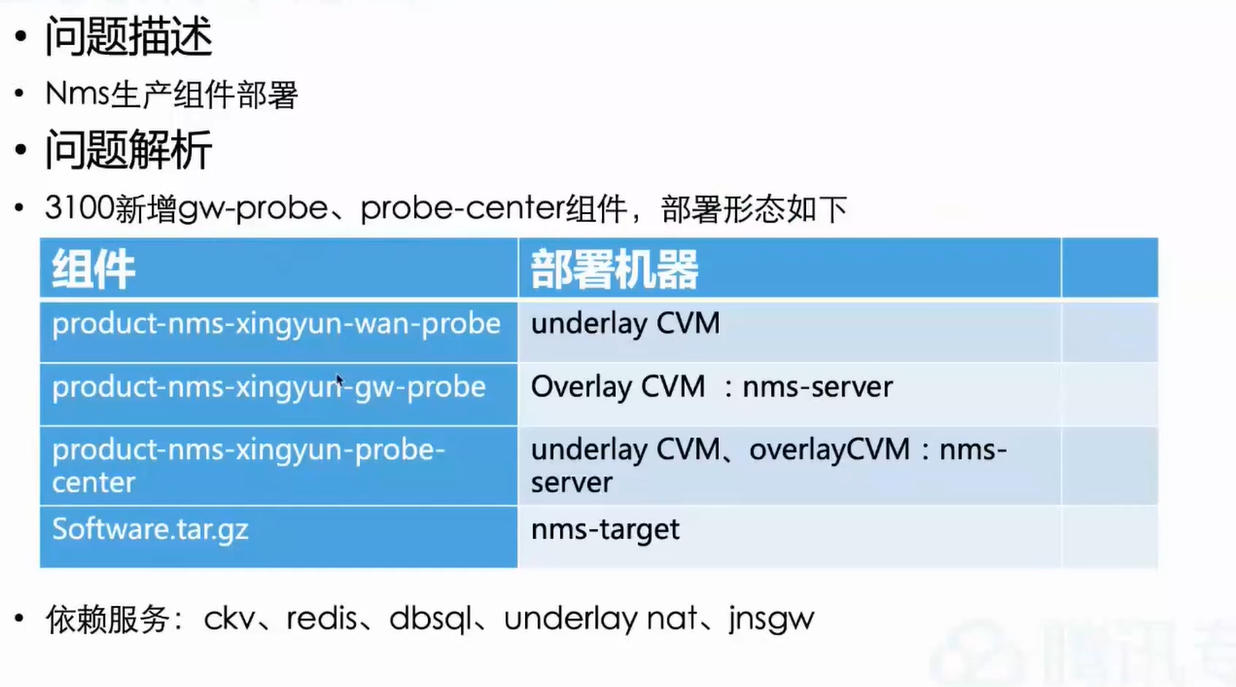 • 问题描述
• Nms生产组件部署
• 问题解析
• 3100新增gw-probe、probe-center组件，部署形态如下
组件 部署机器
product-nms-xingyun-wan-probe underlay CVM
product-nms-xingyun-gw-probe Overlay CVM ：nms-server
product-nms-xingyun-probe-
center
underlay CVM、overlayCVM：nms-
server
Software.tar.gz nms-target
• 依赖服务：ckv、redis、dbsql、underlay nat、jnsgw
腾讯专